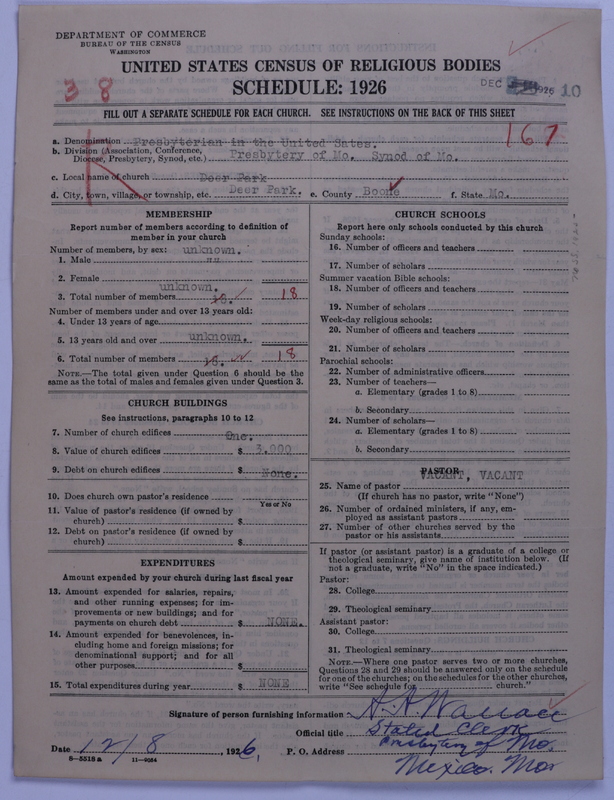 DEPARTMENT OF COMMERCE
BUREAU OF THE CENSUS
WASHINGTON
UNITED STATES CENSUS OF RELIGIOUS BODIES
SCHEDULE: 1926
38
DEC 1926 10
FILL OUT A SEPARATE SCHEDULE FOR EACH CHURCH. SEE INSTRUCTIONS ON THE BACK OF THIS SHEET
167
a. Denomination Presbyterian in the United Sates.
b. Division (Association, Conference, Diocese, Presbytery, Synod, etc.) Presbytery of Mo. Synod of Mo.
c. Local name of church Deer Park
d. City, town, village, or township, etc. Deer Park. e. County Boone f. State Mo.
MEMBERSHIP
Report number of members according to definition of
member in your church
Number of members, by sex: unknown.
1. Male "
2. Female
unknown.
3. Total number of members 18. 18
Number of members under and over 13 years old:
4. Under 13 years of age
5. 13 years old and over unknown.
6. Total number of members 18. 18
NOTE.—The total given under Question 6 should be the
same as the total of males and females given under Question 3.
CHURCH BUILDINGS
See instructions, paragraphs 10 to 12
7. Number of church edifices One.
8. Value of church edifices $ 3.000
9. Debt on church edifices $ None.
10. Does church own pastor's residence
Yes or No
11. Value of pastor's residence (if owned by
church) $
12. Debt on pastor's residence (if owned by
church) $
EXPENDITURES
Amount expended by your church during last fiscal year
13. Amount expended for salaries, repairs,
and other running expenses; for im-
provements or new buildings; and for
payments on church debt $ NONE.
14. Amount expended for benevolences, in-
cluding home and foreign missions; for
denominational support; and for all
other purposes $
15. Total expenditures during year $ NONE
CHURCH SCHOOLS
Report here only schools conducted by this church
Sunday schools:
16. Number of officers and teachers
17. Number of scholars
Summer vacation Bible schools:
18. Number of officers and teachers
19. Number of scholars
Week-day religious schools:
20. Number of officers and teachers
21. Number of scholars
Parochial schools:
22. Number of administrative officers
23. Number of teachers—
a. Elementary (grades 1 to 8)
b. Secondary
24. Number of scholars—
a. Elementary (grades 1 to 8)
b. Secondary
PASTOR
VACANT, VACANT
25. Name of pastor
(If church has no pastor, write "None")
26. Number of ordained ministers, if any, em-
ployed as assistant pastors
27. Number of other churches served by the
pastor or his assistants
If pastor (or assistant pastor) is a graduate of a college or
theological seminary, give name of institution below. (If
not a graduate, write "No" in the space indicated.)
Pastor:
28. College
29. Theological seminary
Assistant pastor:
30. College
31. Theological seminary
NOTE.—Where one pastor serves two or more churches,
Questions 28 and 29 should be answered only on the schedule
for one of the churches; on the schedules for the other churches,
write "See schedule for church."
Signature of person furnishing information A. A. Wallace
Official title Stated Clerk
Presbytery of Mo.
Date 12/8, 1926. P. O. Address Mexico. Mo.
8—5518 a 11—9084